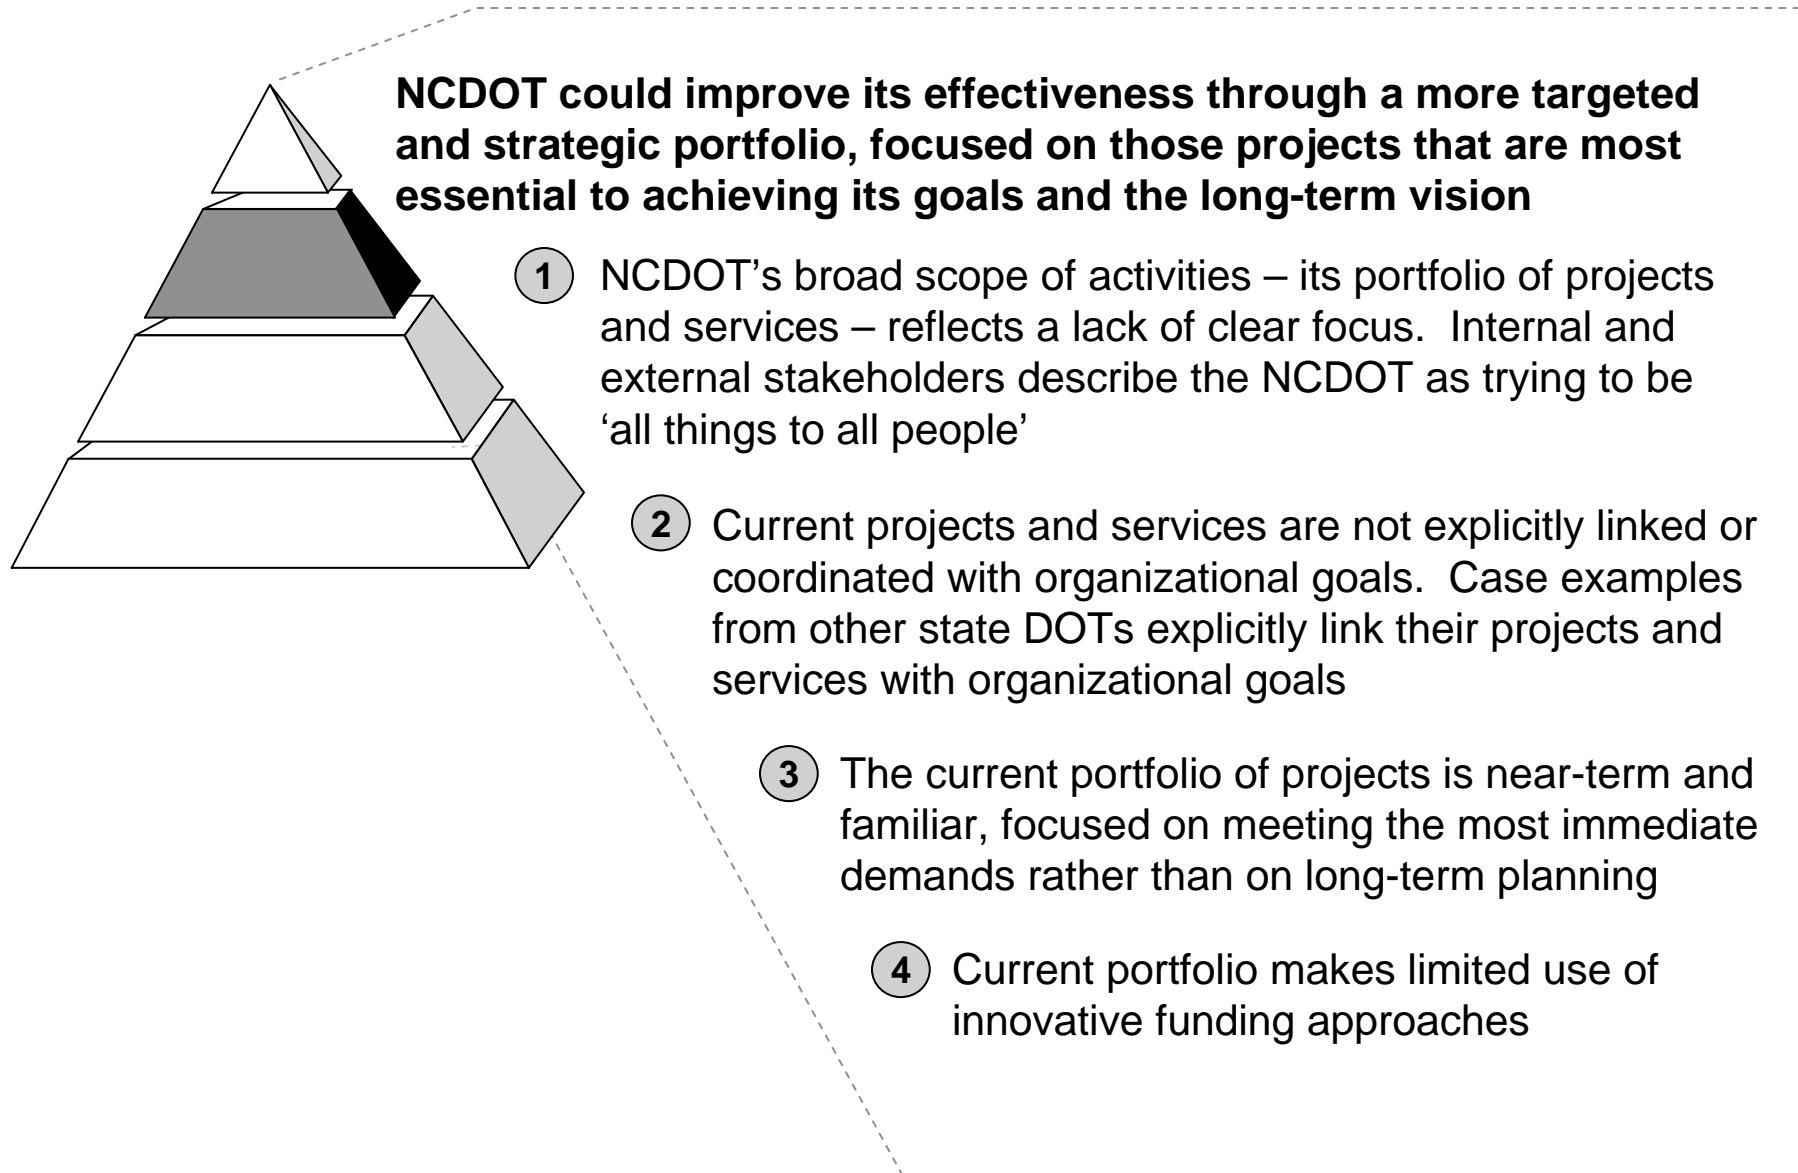 NCDOT could improve its effectiveness through a more targeted
and strategic portfolio, focused on those projects that are most
essential to achieving its goals and the long-term vision
1 NCDOT’s broad scope of activities – its portfolio of projects
and services – reflects a lack of clear focus.  Internal and
external stakeholders describe the NCDOT as trying to be
‘all things to all people’
2 Current projects and services are not explicitly linked or
coordinated with organizational goals.  Case examples
from other state DOTs explicitly link their projects and
services with organizational goals
3 The current portfolio of projects is near-term and
familiar, focused on meeting the most immediate
demands rather than on long-term planning
4 Current portfolio makes limited use of
innovative funding approaches